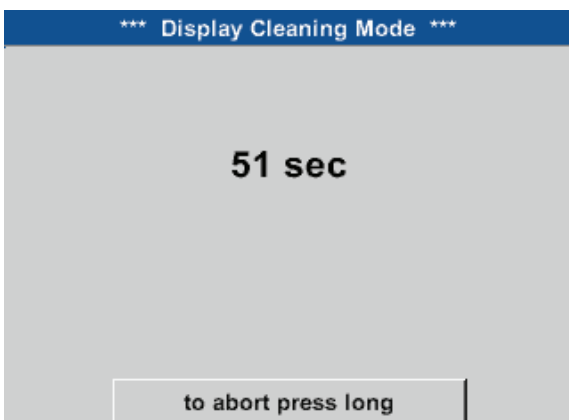 *** Display Cleaning Mode ***
51 sec
to abort press long